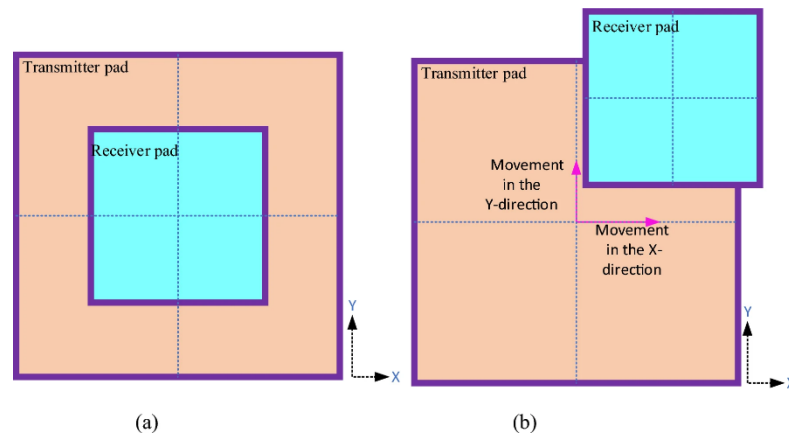 Transmitter pad
Receiver pad
Y
X
(a)
Receiver pad
Transmitter pad
Movement
in the
Y-direction
Movement
in the X-
direction
Y
X
(b)